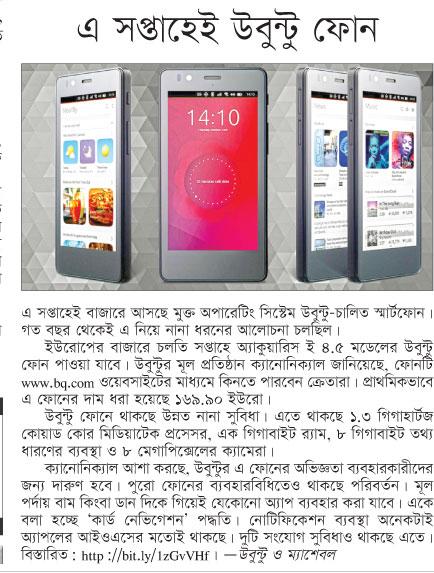 এ সপ্তাহেই উবুন্টু ফোন
14:10
এ সপ্তাহেই বাজারে আসছে মুক্ত অপারেটিং সিস্টেম উবুন্টু-চালিত স্মার্টফোন।
গত বছর থেকেই এ নিয়ে নানা ধরনের আলোচনা চলছিল।
ইউরোপের বাজারে চলতি সপ্তাহে অ্যাকুয়ারিস ই ৪.৫ মডেলের উবুন্টু
ফোন পাওয়া যাবে। উবুন্টুর মূল প্রতিষ্ঠান ক্যানোনিক্যাল জানিয়েছে, ফোনটি
www.bq.com ওয়েবসাইটের মাধ্যমে কিনতে পারবেন ক্রেতারা। প্রাথমিকভাবে
এ ফোনের দাম ধরা হয়েছে ১৬৯.৯০ ইউরো।
উবুন্টু ফোনে থাকছে উন্নত নানা সুবিধা। এতে থাকছে ১.৩ গিগাহার্টজ
কোয়াড কোর মিডিয়াটেক প্রসেসর, এক গিগাবাইট র‍্যাম, ৮ গিগাবাইট তথ্য
ধারণের ব্যবস্থা ও ৮ মেগাপিক্সেলের ক্যামেরা।
ক্যানোনিক্যাল আশা করছে, উবুন্টুর এ ফোনের অভিজ্ঞতা ব্যবহারকারীদের
জন্য দারুণ হবে। পুরো ফোনের ব্যবহারবিধিতেও থাকছে পরিবর্তন। মূল
পর্দায় বাম কিংবা ডান দিকে গিয়েই যেকোনো অ্যাপ ব্যবহার করা যাবে। একে
বলা হচ্ছে ‘কার্ড নেভিগেশন’ পদ্ধতি। নোটিফিকেশন ব্যবস্থা অনেকটাই
অ্যাপলের আইওএসের মতোই থাকছে। দুটি সংযোগ সুবিধাও থাকছে এতে।
বিস্তারিত : http://bit.ly/1zGvVHf। —উবুন্টু ও ম্যাশেবল